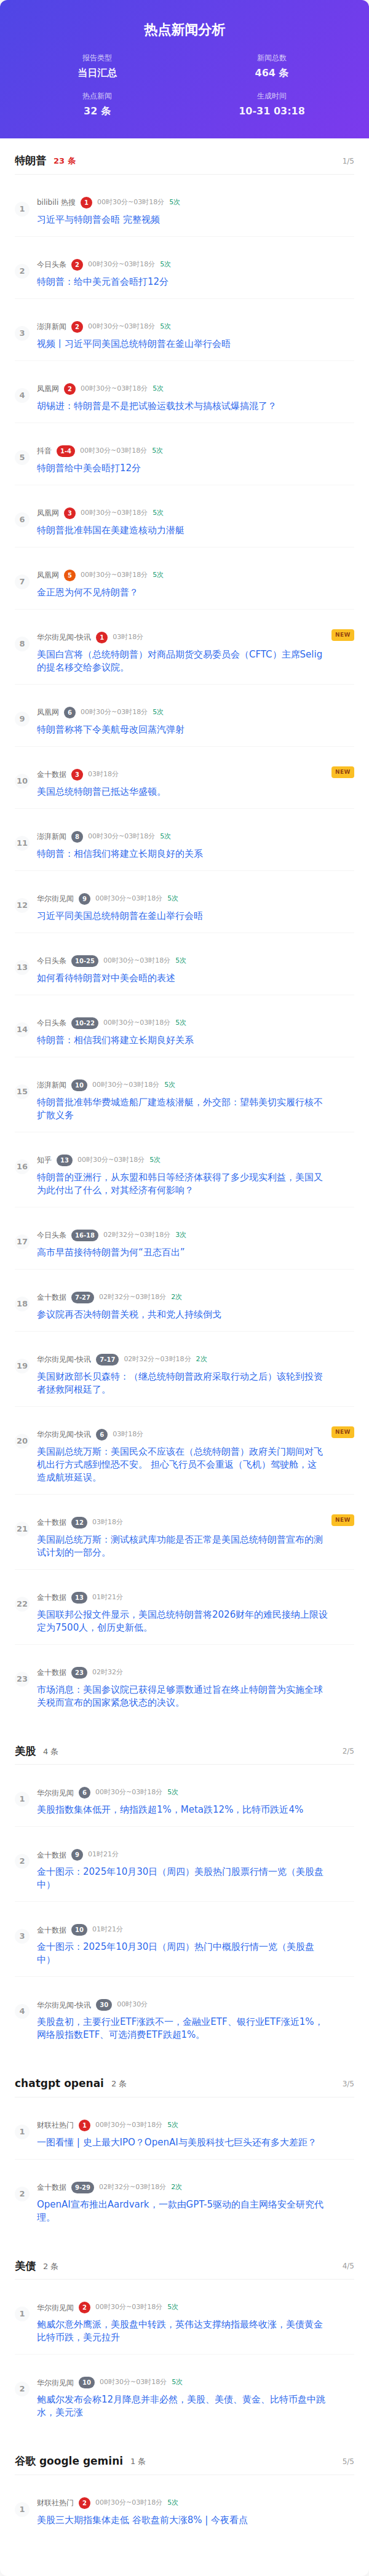 热点新闻分析
报告类型
当日汇总
新闻总数
464 条
热点新闻
32 条
生成时间
10-31 03:18
特朗普 23 条 1/5
1
bilibili 热搜 1 00时30分~03时18分 5次
习近平与特朗普会晤 完整视频
2
今日头条 2 00时30分~03时18分 5次
特朗普：给中美元首会晤打12分
3
澎湃新闻 2 00时30分~03时18分 5次
视频丨习近平同美国总统特朗普在釜山举行会晤
4
凤凰网 2 00时30分~03时18分 5次
胡锡进：特朗普是不是把试验运载技术与搞核试爆搞混了？
5
抖音 1-4 00时30分~03时18分 5次
特朗普给中美会晤打12分
6
凤凰网 3 00时30分~03时18分 5次
特朗普批准韩国在美建造核动力潜艇
7
凤凰网 5 00时30分~03时18分 5次
金正恩为何不见特朗普？
8
华尔街见闻-快讯 1 03时18分 NEW
美国白宫将（总统特朗普）对商品期货交易委员会（CFTC）主席Selig
的提名移交给参议院。
9
凤凰网 6 00时30分~03时18分 5次
特朗普称将下令美航母改回蒸汽弹射
10
金十数据 3 03时18分 NEW
美国总统特朗普已抵达华盛顿。
11
澎湃新闻 8 00时30分~03时18分 5次
特朗普：相信我们将建立长期良好的关系
12
华尔街见闻 9 00时30分~03时18分 5次
习近平同美国总统特朗普在釜山举行会晤
13
今日头条 10-25 00时30分~03时18分 5次
如何看待特朗普对中美会晤的表述
14
今日头条 10-22 00时30分~03时18分 5次
特朗普：相信我们将建立长期良好关系
15
澎湃新闻 10 00时30分~03时18分 5次
特朗普批准韩华费城造船厂建造核潜艇，外交部：望韩美切实履行核不
扩散义务
16
知乎 13 00时30分~03时18分 5次
特朗普的亚洲行，从东盟和韩日等经济体获得了多少现实利益，美国又
为此付出了什么，对其经济有何影响？
17
今日头条 16-18 02时32分~03时18分 3次
高市早苗接待特朗普为何“丑态百出”
18
金十数据 7-27 02时32分~03时18分 2次
参议院再否决特朗普关税，共和党人持续倒戈
19
华尔街见闻-快讯 7-17 02时32分~03时18分 2次
美国财政部长贝森特：（继总统特朗普政府采取行动之后）该轮到投资
者拯救阿根廷了。
20
华尔街见闻-快讯 6 03时18分 NEW
美国副总统万斯：美国民众不应该在（总统特朗普）政府关门期间对飞
机出行方式感到惶恐不安。 担心飞行员不会重返（飞机）驾驶舱，这
造成航班延误。
21
金十数据 12 03时18分 NEW
美国副总统万斯：测试核武库功能是否正常是美国总统特朗普宣布的测
试计划的一部分。
22
金十数据 13 01时21分
美国联邦公报文件显示，美国总统特朗普将2026财年的难民接纳上限设
定为7500人，创历史新低。
23
金十数据 23 02时32分
市场消息：美国参议院已获得足够票数通过旨在终止特朗普为实施全球
关税而宣布的国家紧急状态的决议。
美股 4 条 2/5
1
华尔街见闻 6 00时30分~03时18分 5次
美股指数集体低开，纳指跌超1%，Meta跌12%，比特币跌近4%
2
金十数据 9 01时21分
金十图示：2025年10月30日（周四）美股热门股票行情一览（美股盘
中）
3
金十数据 10 01时21分
金十图示：2025年10月30日（周四）热门中概股行情一览（美股盘
中）
4
华尔街见闻-快讯 30 00时30分
美股盘初，主要行业ETF涨跌不一，金融业ETF、银行业ETF涨近1%，
网络股指数ETF、可选消费ETF跌超1%。
chatgpt openai 2 条 3/5
1
财联社热门 1 00时30分~03时18分 5次
一图看懂 | 史上最大IPO？OpenAI与美股科技七巨头还有多大差距？
2
金十数据 9-29 02时32分~03时18分 2次
OpenAI宣布推出Aardvark，一款由GPT-5驱动的自主网络安全研究代
理。
美债 2 条 4/5
1
华尔街见闻 2 00时30分~03时18分 5次
鲍威尔意外鹰派，美股盘中转跌，英伟达支撑纳指最终收涨，美债黄金
比特币跌，美元拉升
2
华尔街见闻 10 00时30分~03时18分 5次
鲍威尔发布会称12月降息并非必然，美股、美债、黄金、比特币盘中跳
水，美元涨
谷歌 google gemini 1 条 5/5
1
财联社热门 2 00时30分~03时18分 5次
美股三大期指集体走低 谷歌盘前大涨8% | 今夜看点